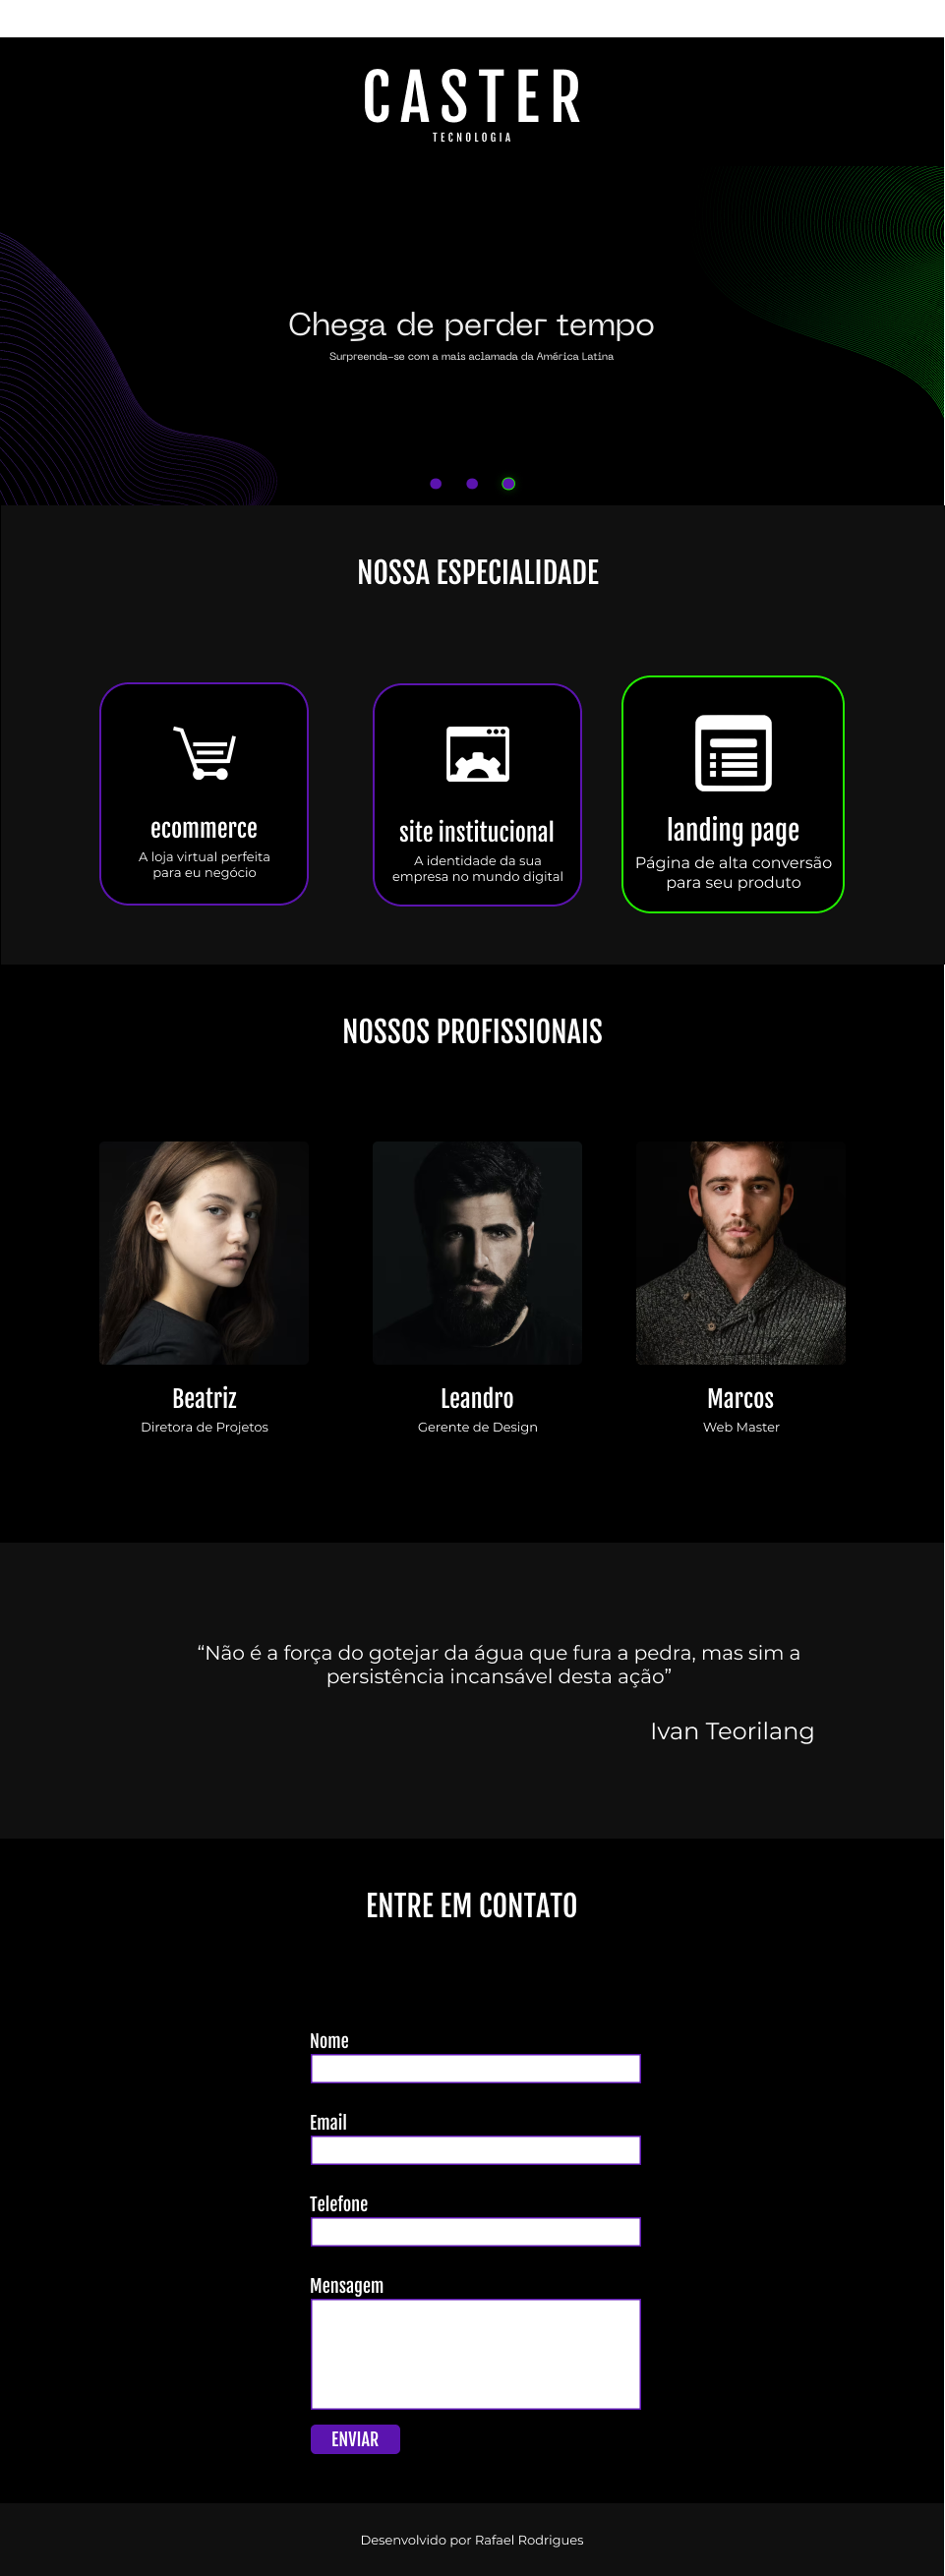 CASTER
TECNOLOGIA
Chega de perder tempo
Surpreenda-se com a mais aclamada da América Latina
NOSSA ESPECIALIDADE
ecommerce
A loja virtual perfeita
para eu negócio
site institucional
A identidade da sua
empresa no mundo digital
landing page
Página de alta conversão
para seu produto
NOSSOS PROFISSIONAIS
Beatriz
Diretora de Projetos
Leandro
Gerente de Design
Marcos
Web Master
“Não é a força do gotejar da água que fura a pedra, mas sim a
persistência incansável desta ação”
Ivan Teorilang
ENTRE EM CONTATO
Nome
Email
Telefone
Mensagem
ENVIAR
Desenvolvido por Rafael Rodrigues